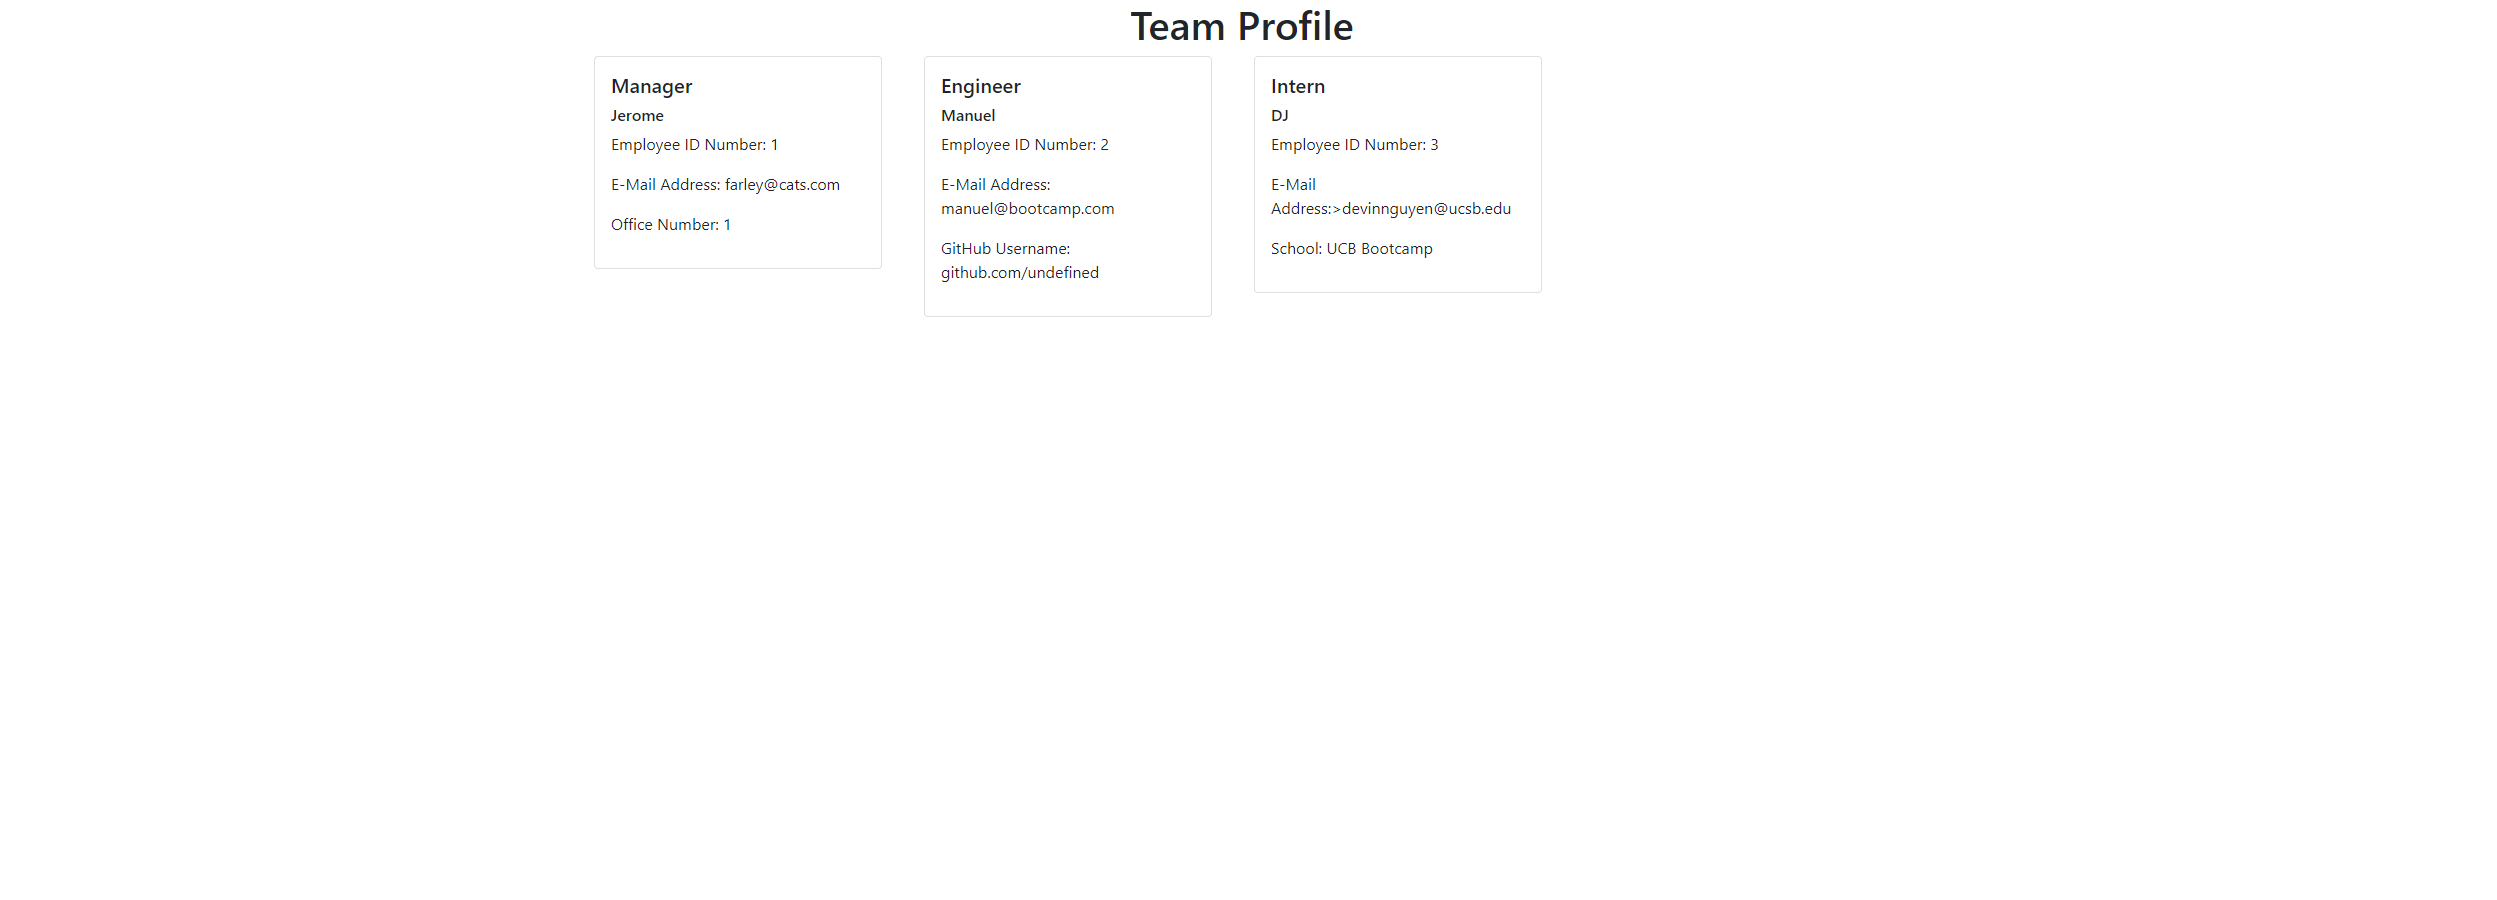 Team Profile
Manager
Jerome
Employee ID Number: 1
E-Mail Address: farley@cats.com
Office Number: 1
Engineer
Manuel
Employee ID Number: 2
E-Mail Address:
manuel@bootcamp.com
GitHub Username:
github.com/undefined
Intern
DJ
Employee ID Number: 3
E-Mail
Address:>devinnguyen@ucsb.edu
School: UCB Bootcamp